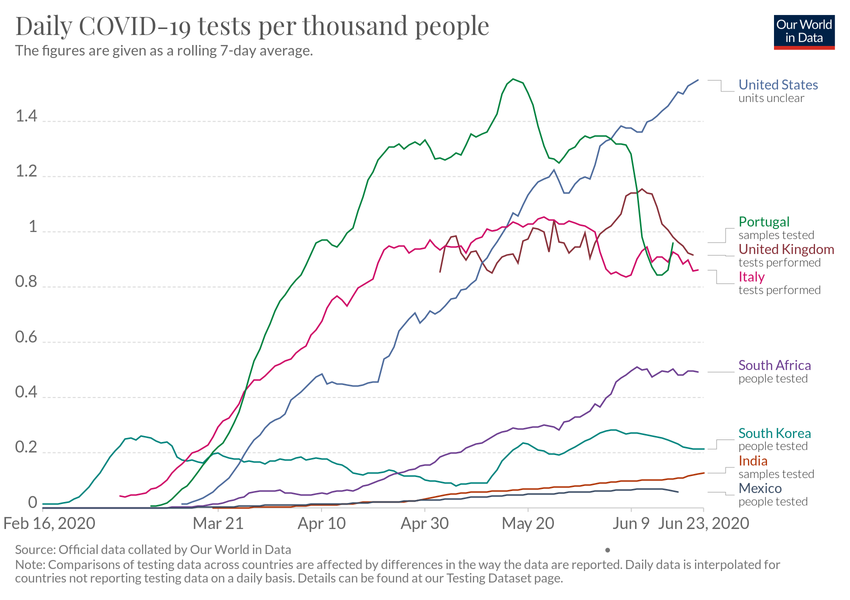 Daily COVID-19 tests per thousand people
The figures are given as a rolling 7-day average.
Our World
in Data
1.4
1.2
1
0.8
0.6
0.4
0.2
0
Feb 16, 2020
Mar 21
Apr 10
Apr 30
May 20
Jun 9
Jun 23, 2020
United States
units unclear
Portugal
samples tested
United Kingdom
tests performed
Italy
tests performed
South Africa
people tested
South Korea
people tested
India
samples tested
Mexico
people tested
Source: Official data collated by Our World in Data
Note: Comparisons of testing data across countries are affected by differences in the way the data are reported. Daily data is interpolated for
countries not reporting testing data on a daily basis. Details can be found at our Testing Dataset page.